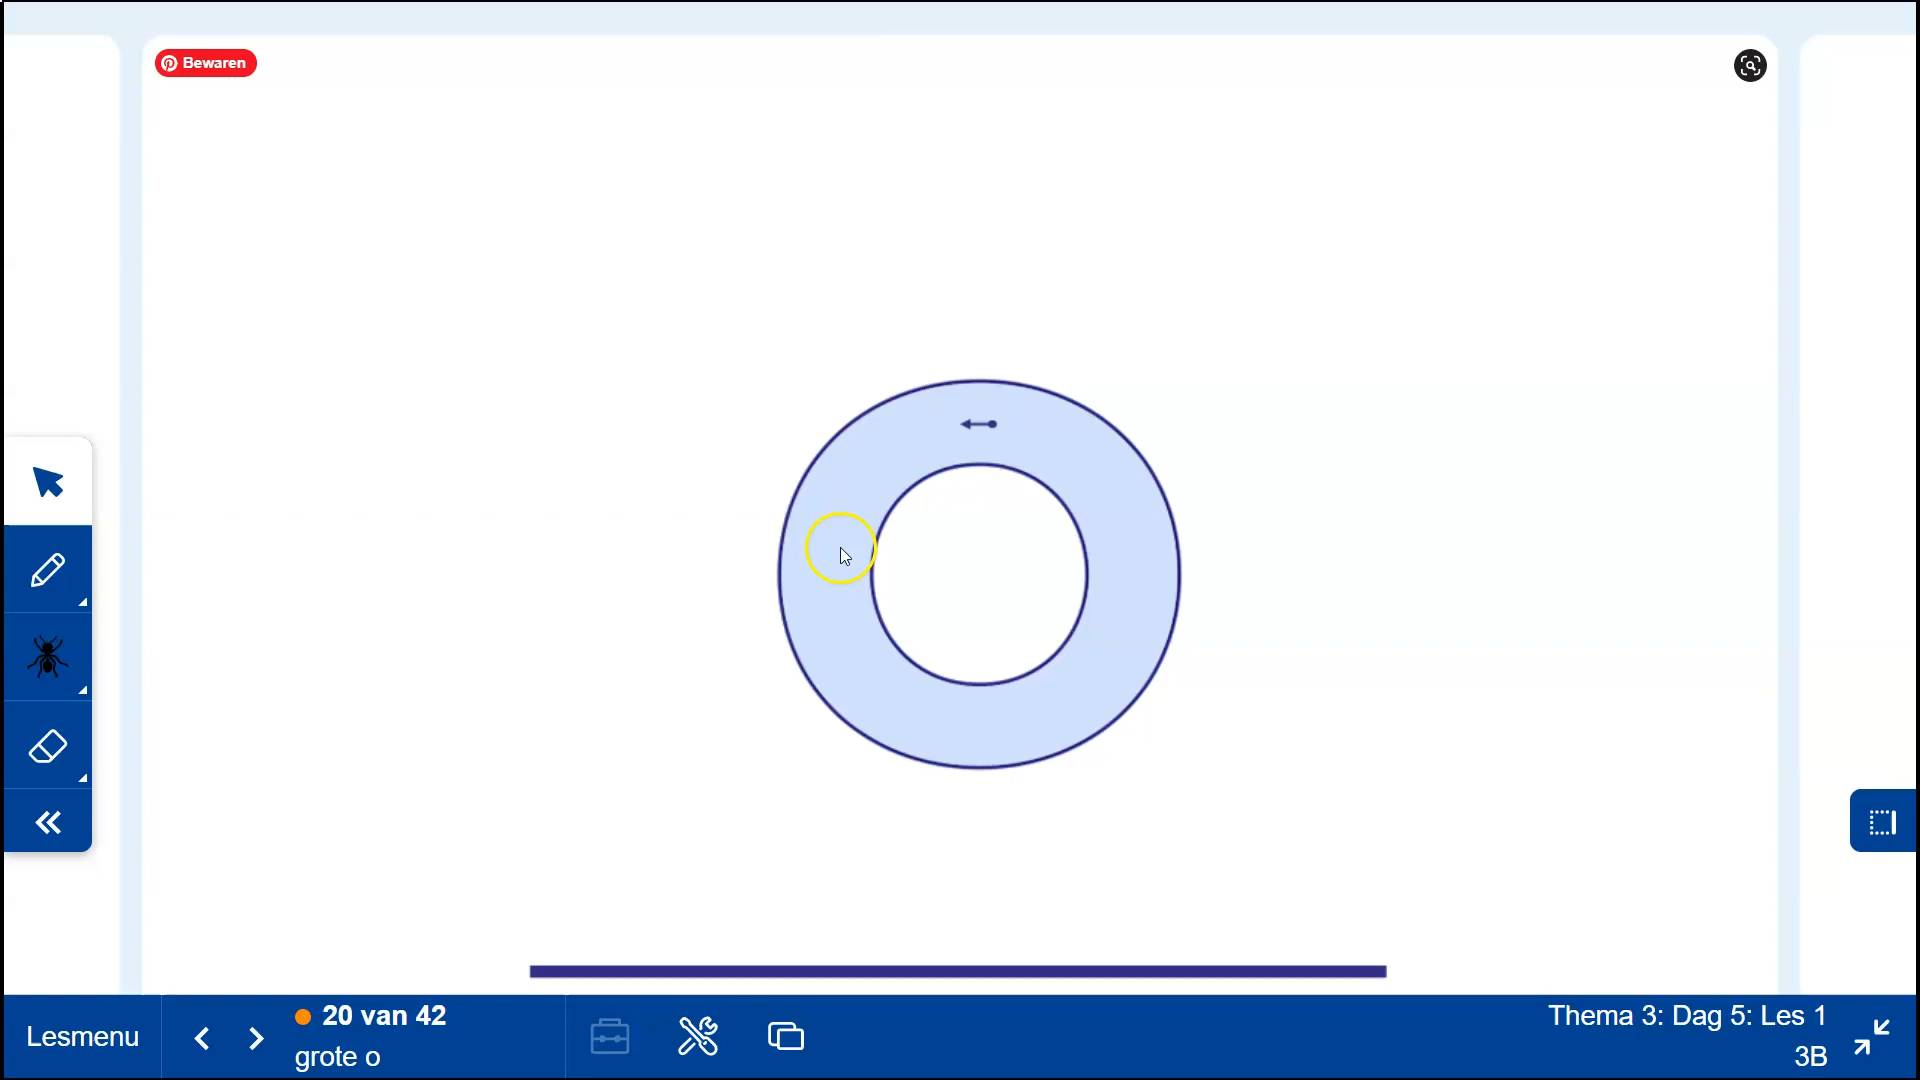 Bewaren
Lesmenu
20 van 42
grote o
Thema 3: Dag 5: Les 1
3B